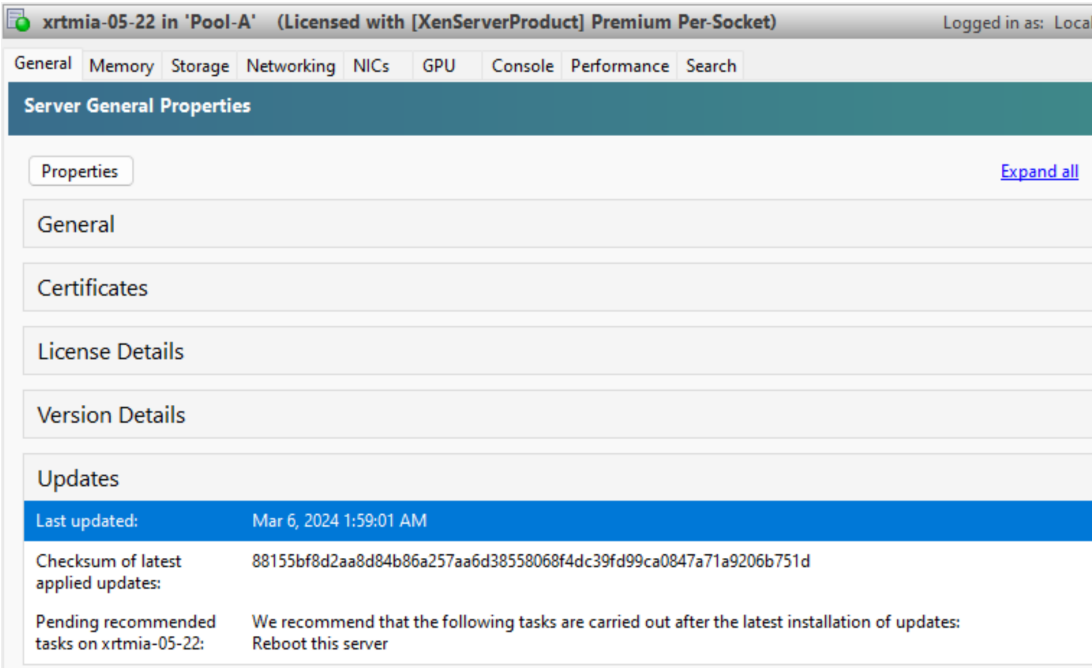 xrtmia-05-22 in 'Pool-A' (Licensed with [XenServerProduct] Premium Per-Socket) Logged in as: Local
General Memory Storage Networking NICs GPU Console Performance Search
Server General Properties
Properties Expand all
General
Certificates
License Details
Version Details
Updates
Last updated: Mar 6, 2024 1:59:01 AM
Checksum of latest 88155bf8d2aa8d84b86a257aa6d38558068f4dc39fd99ca0847a71a9206b751d
applied updates:
Pending recommended We recommend that the following tasks are carried out after the latest installation of updates:
tasks on xrtmia-05-22: Reboot this server